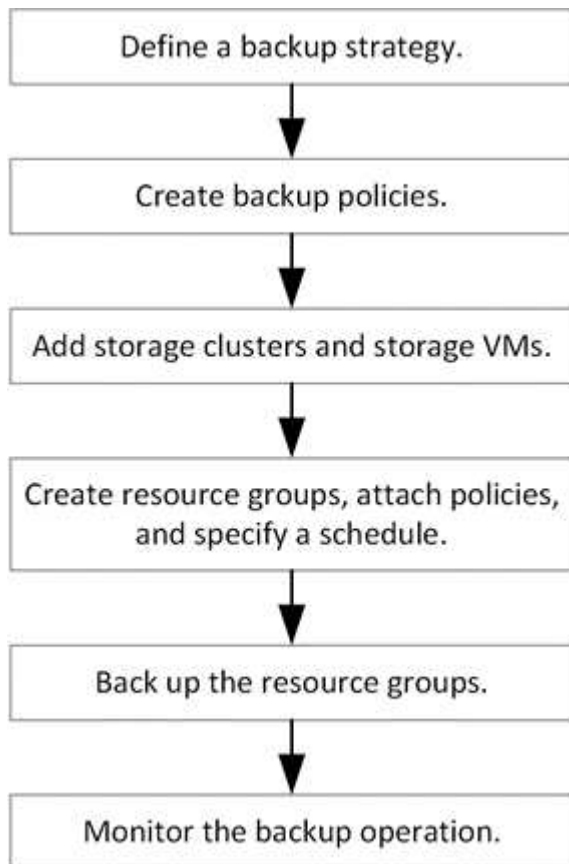 Define a backup strategy.
Create backup policies.
Add storage clusters and storage VMs.
Create resource groups, attach policies,
and specify a schedule.
Back up the resource groups.
Monitor the backup operation.